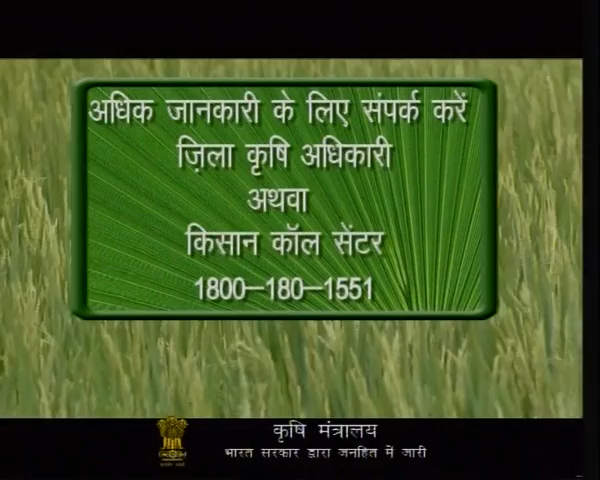 अधिक जानकारी के लिए संपर्क करें
ज़िला कृषि अधिकारी
अथवा
किसान कॉल सेंटर
1800–180–1551
कृषि मंत्रालय
भारत सरकार द्वारा जनहित में जारी